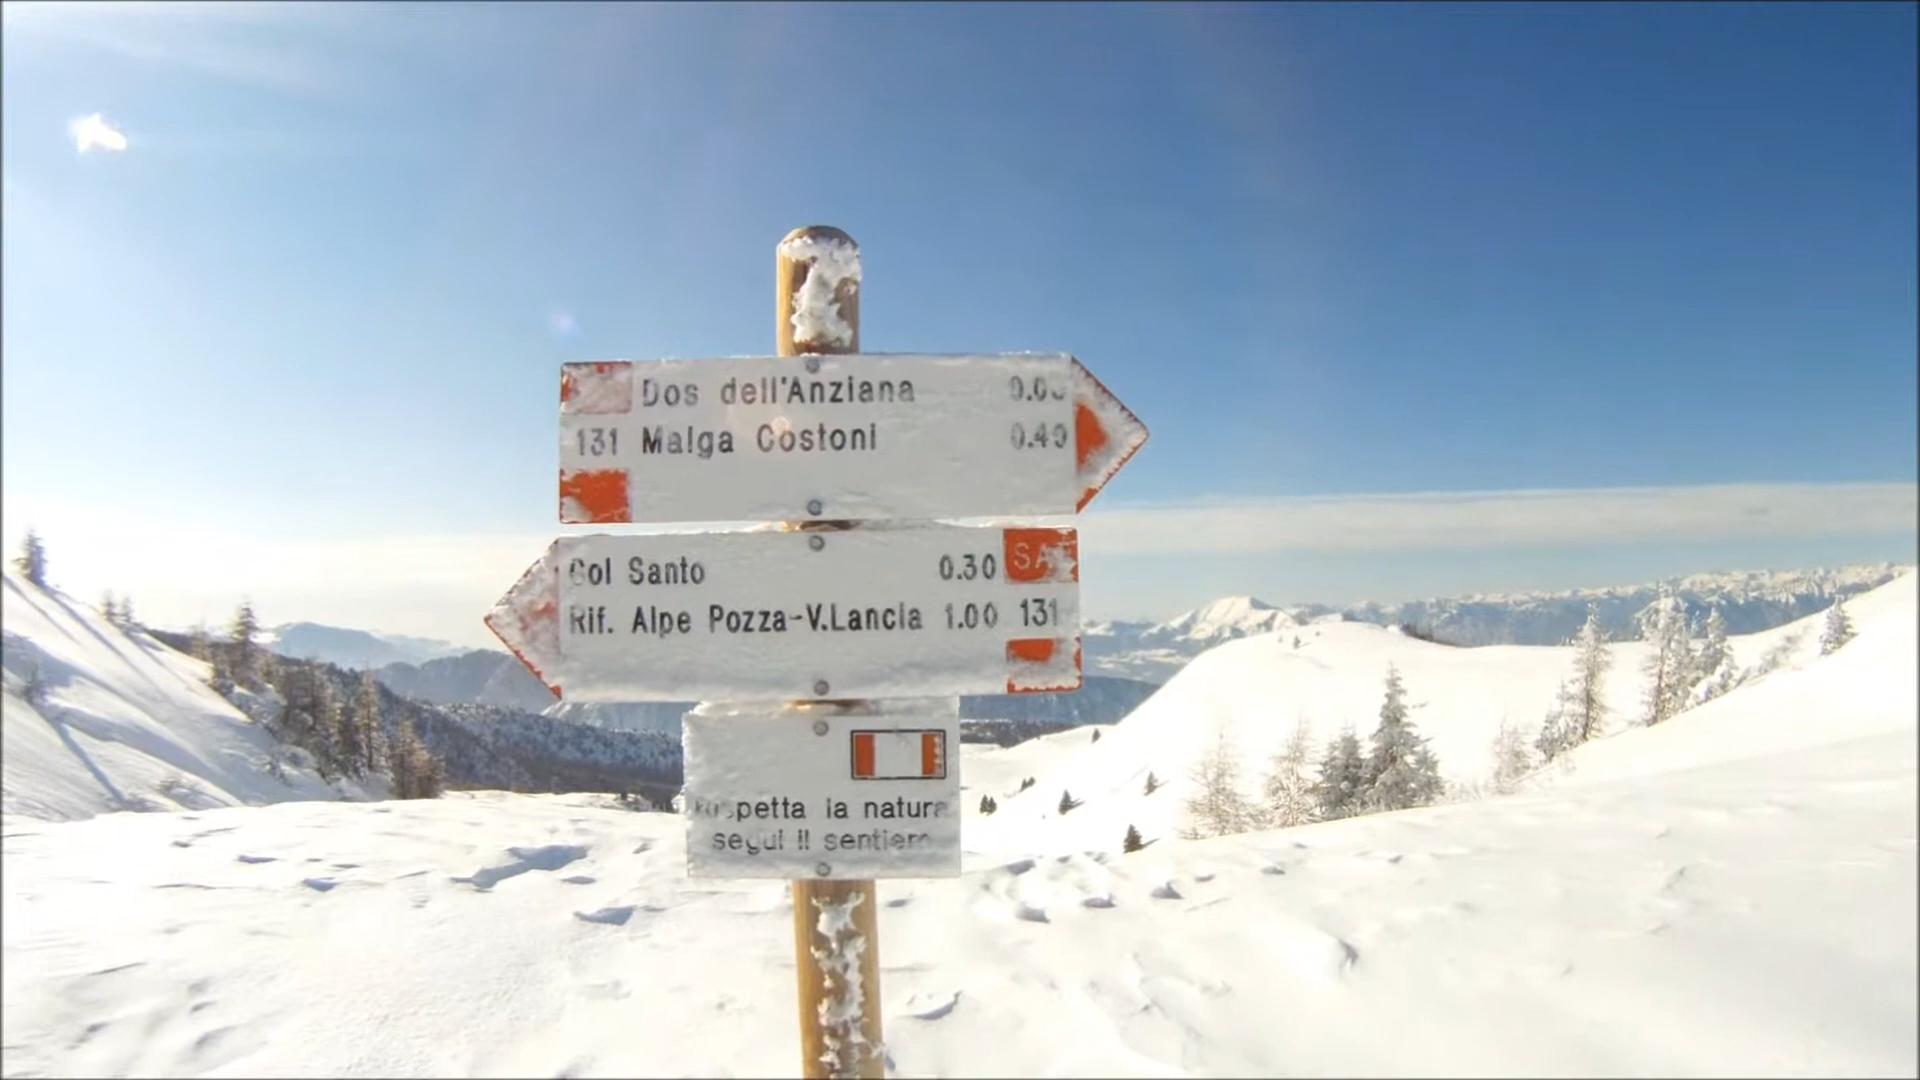 Dos dell'Anziana
131 Malga Costoni 0.40
Col Santo 0.30
Rif. Alpe Pozza-V.Lancia 1.00 131
la natura
segui il sentiero